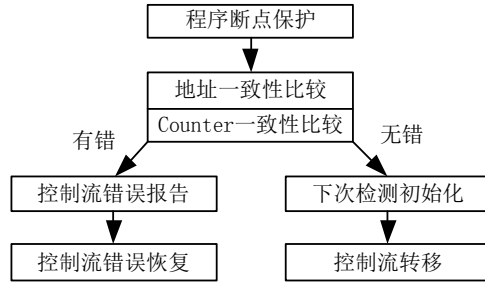 程序断点保护
地址一致性比较
Counter一致性比较
有错
无错
控制流错误报告
下次检测初始化
控制流错误恢复
控制流转移